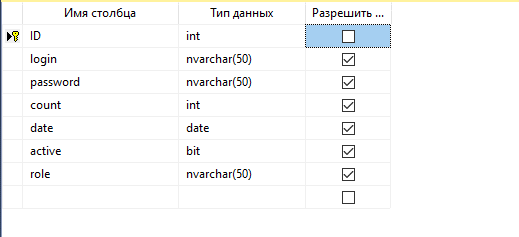 Имя столбца Тип данных Разрешить ...
ID int
login nvarchar(50)
password nvarchar(50)
count int
date date
active bit
role nvarchar(50)